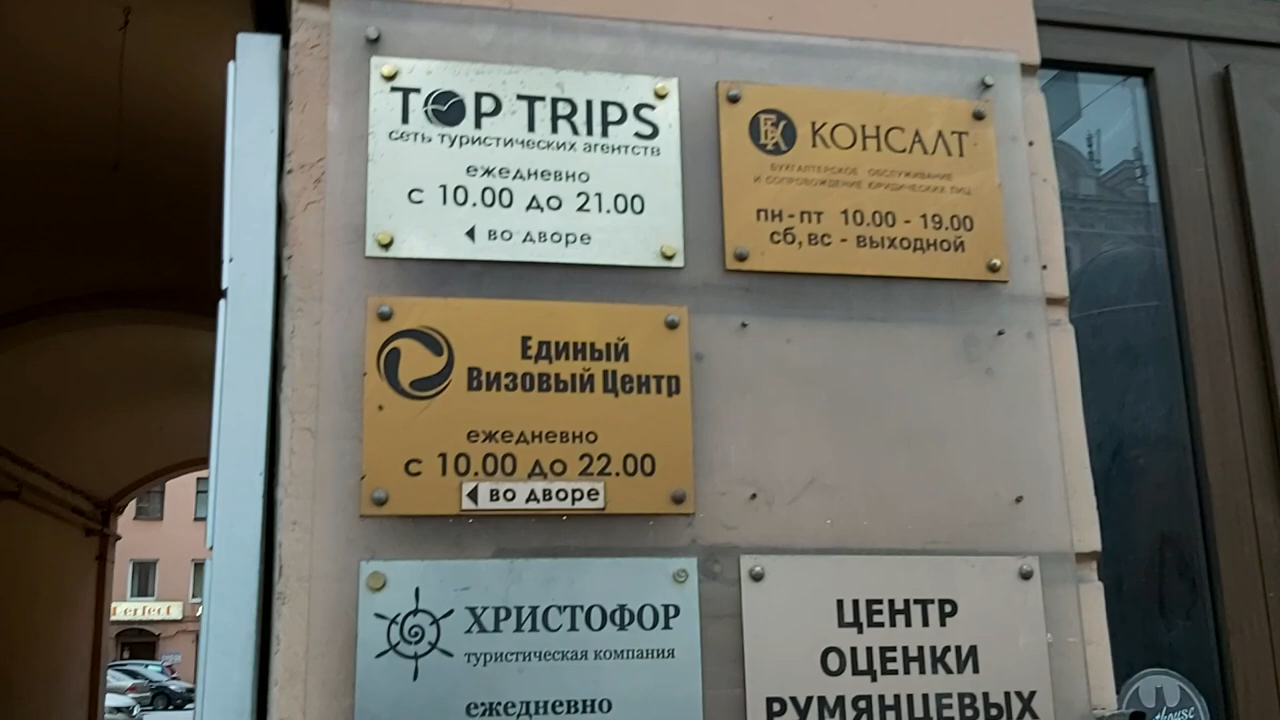 TOP TRIPS
сеть туристических агентств
ежедневно
с 10.00 до 21.00
во дворе
БК КОНСАЛТ
БУХГАЛТЕРСКОЕ ОБСЛУЖИВАНИЕ
И СОПРОВОЖДЕНИЕ ЮРИДИЧЕСКИХ ЛИЦ
ПН-ПТ 10.00 - 19.00
СБ, ВС - ВЫХОДНОЙ
Единый
Визовый Центр
ежедневно
с 10.00 до 22.00
во дворе
ХРИСТОФОР
туристическая компания
ежедневно
ЦЕНТР
ОЦЕНКИ
РУМЯНЦЕВЫХ
Perfect